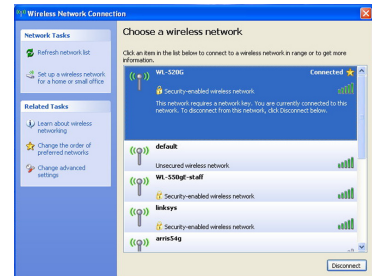 Wireless Network Connection
Network Tasks
Refresh network list
Set up a wireless network
for a home or small office
Related Tasks
Learn about wireless
networking
Change the order of
preferred networks
Change advanced
settings
Choose a wireless network
Click an item in the list below to connect to a wireless network in range or to get more
information.
WL-520G
Connected
Security-enabled wireless network
This network requires a network key. You are currently connected to this
network. To disconnect from this network, click Disconnect below.
default
Unsecured wireless network
WL-550gE-staff
Security-enabled wireless network
linksys
Security-enabled wireless network
arris54g
Disconnect